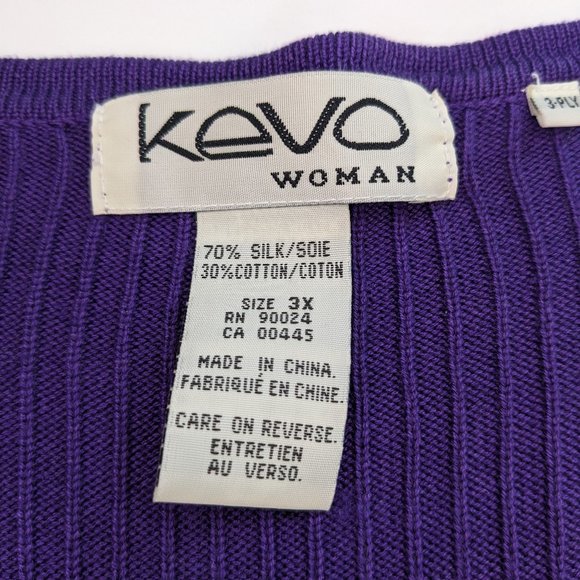 Kevo
WOMAN
3-PLY
70% SILK/SOIE
30%COTTON/COTON
SIZE 3X
RN 90024
CA 00445
MADE IN CHINA.
FABRIQUÉ EN CHINE.
CARE ON REVERSE.
ENTRETIEN
AU VERSO.